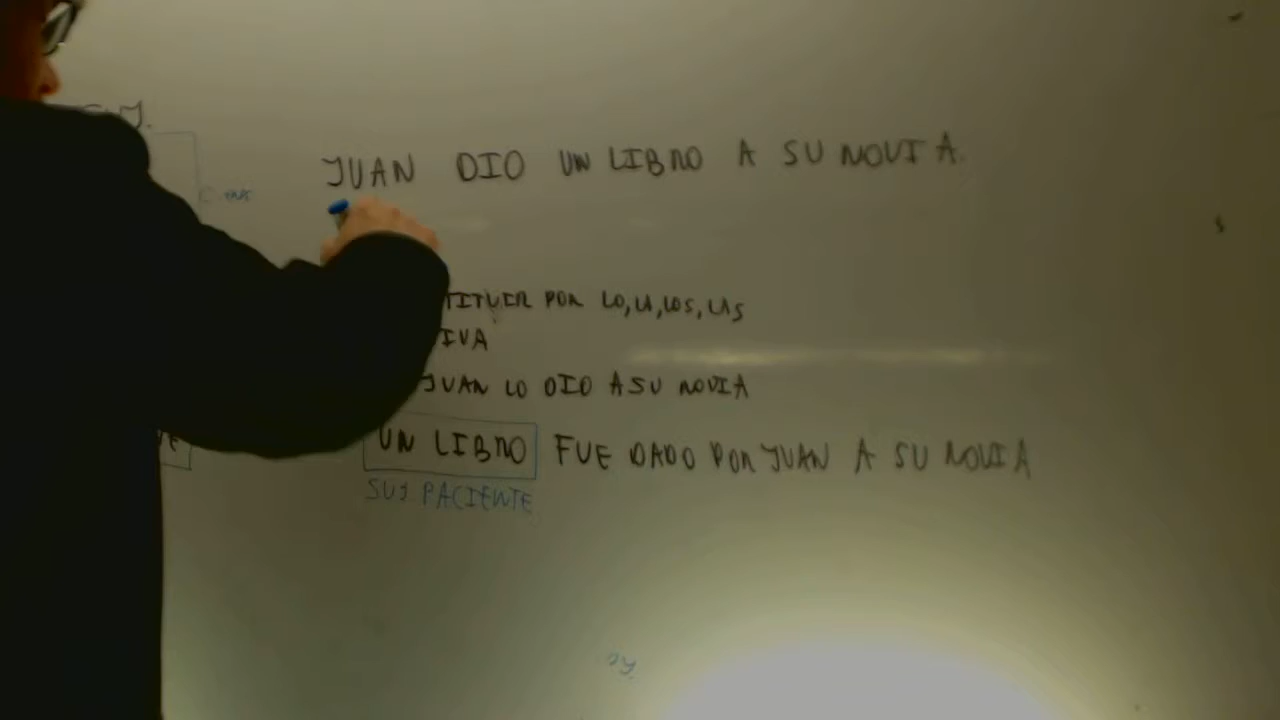 JUAN DIO UN LIBRO A SU NOVIA.
TITUIR POR LO, LA, LOS, LAS
IVA
JUAN LO DIO A SU NOVIA
UN LIBRO FUE DADO POR JUAN A SU NOVIA
SUJ PACIENTE